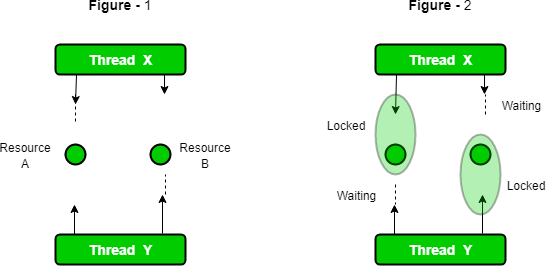 Figure - 1
Figure - 2
Thread X
Thread X
Waiting
Locked
Resource
A
Resource
B
Waiting
Locked
Thread Y
Thread Y